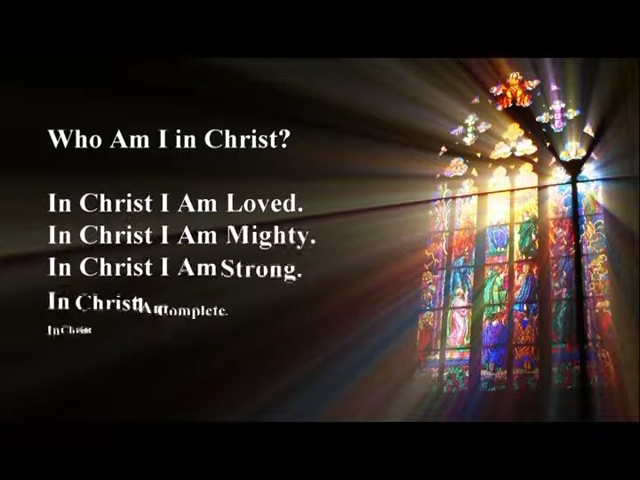 Who Am I in Christ?
In Christ I Am Loved.
In Christ I Am Mighty.
In Christ I Am Strong.
In Christ I Am Complete.
In Christ